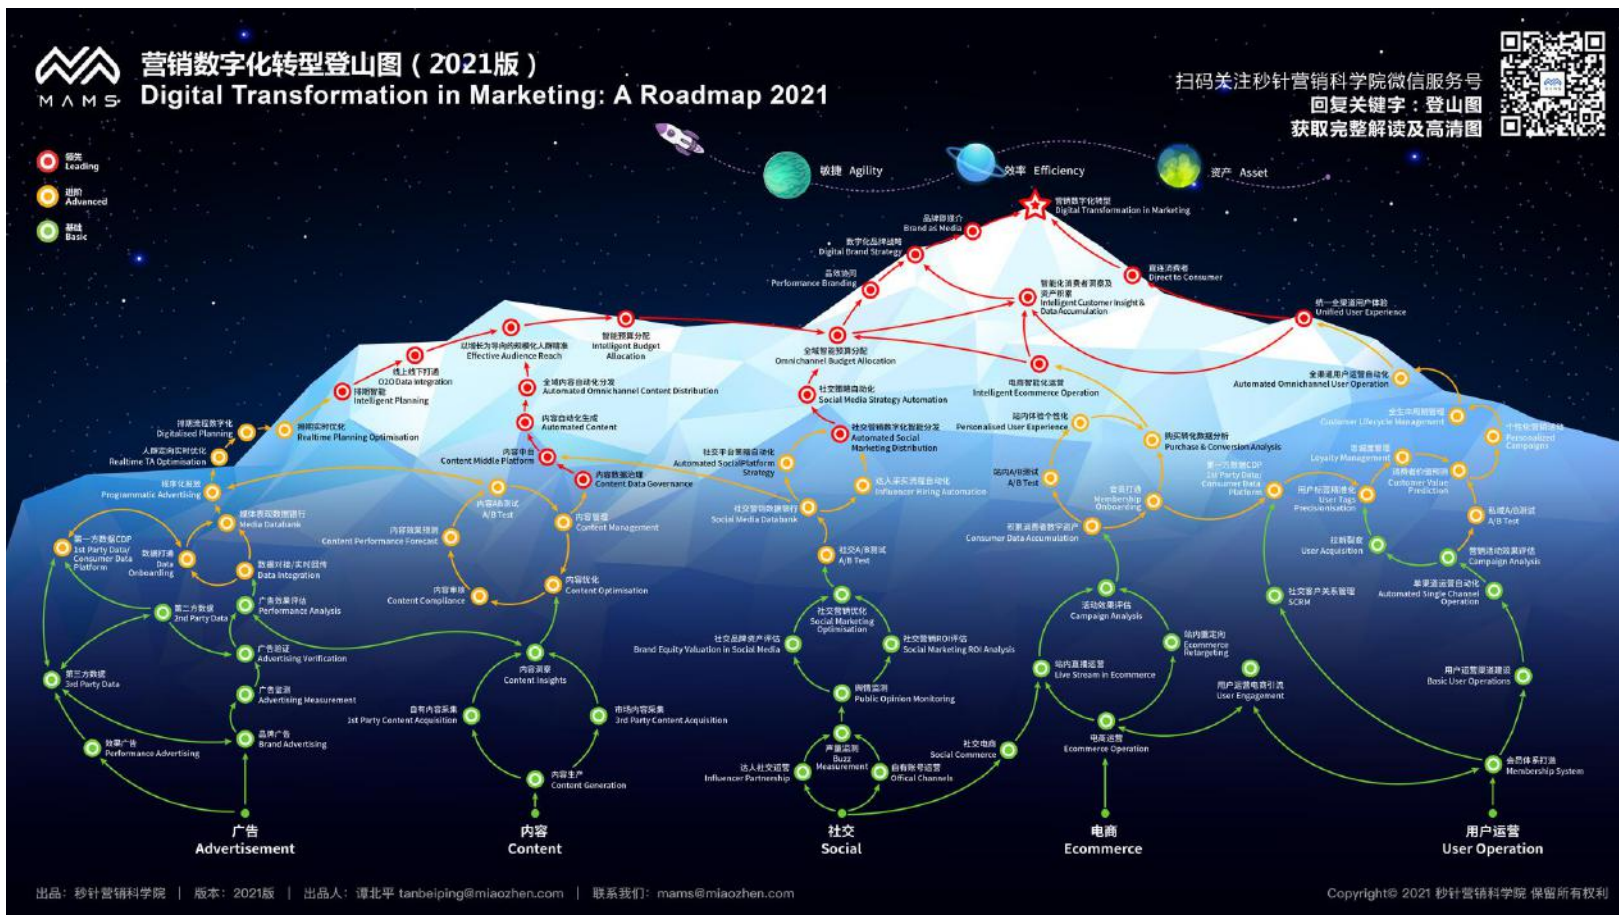 MAMS
营销数字化转型登山图（2021版）
Digital Transformation in Marketing: A Roadmap 2021
扫码关注秒针营销科学院微信服务号
回复关键字：登山图
获取完整解读及高清图
领先
Leading
进阶
Advanced
基础
Basic
敏捷 Agility
效率 Efficiency
资产 Asset
营销数字化转型
Digital Transformation in Marketing
品牌即媒介
Brand as Media
数字化品牌战略
Digital Brand Strategy
品效协同
Performance Branding
直连消费者
Direct to Consumer
智能化消费者洞察及
资产积累
Intelligent Customer Insight &
Data Accumulation
统一全渠道用户体验
Unified User Experience
以增长为导向的规模化人群精准
Effective Audience Reach
智能预算分配
Intelligent Budget
Allocation
全域智能预算分配
Omnichannel Budget Allocation
线上线下打通
O2O Data Integration
排期智能
Intelligent Planning
全域内容自动化分发
Automated Omnichannel Content Distribution
社交策略自动化
Social Media Strategy Automation
电商智能化运营
Intelligent Ecommerce Operation
全渠道用户运营自动化
Automated Omnichannel User Operation
排期流程数字化
Digitalised Planning
排期实时优化
Realtime Planning Optimisation
内容自动化生成
Automated Content
社交营销数字化智能分发
Automated Social
Marketing Distribution
站内体验个性化
Personalised User Experience
购买转化数据分析
Purchase & Conversion Analysis
全生命周期管理
Customer Lifecycle Management
个性化营销活动
Personalized
Campaigns
人群定向实时优化
Realtime TA Optimisation
内容中台
Content Middle Platform
内容数据治理
Content Data Governance
社交平台策略自动化
Automated SocialPlatform
Strategy
达人采买流程自动化
Influencer Hiring Automation
站内A/B测试
A/B Test
会员打通
Membership
Onboarding
第一方数据CDP
1st Party Data/
Consumer Data
Platform
用户标签精准化
User Tags
Precisionisation
忠诚度管理
Loyalty Management
消费者价值预测
Customer Value
Prediction
程序化投放
Programmatic Advertising
媒体表现数据银行
Media Databank
内容AB测试
A/B Test
内容管理
Content Management
内容效果预测
Content Performance Forecast
社交营销数据银行
Social Media Databank
积累消费者数字资产
Consumer Data Accumulation
私域A/B测试
A/B Test
拉新裂变
User Acquisition
营销活动效果评估
Campaign Analysis
第一方数据CDP
1st Party Data/
Consumer Data
Platform
数据打通
Data
Onboarding
数据对接/实时回传
Data Integration
社交A/B测试
A/B Test
内容优化
Content Optimisation
内容审核
Content Compliance
第二方数据
2nd Party Data
广告效果评估
Performance Analysis
社交营销优化
Social Marketing
Optimisation
活动效果评估
Campaign Analysis
社交客户关系管理
SCRM
单渠道运营自动化
Automated Single Channel
Operation
广告验证
Advertising Verification
内容洞察
Content Insights
社交品牌资产评估
Brand Equity Valuation in Social Media
社交营销ROI评估
Social Marketing ROI Analysis
站内重定向
Ecommerce
Retargeting
站内直播运营
Live Stream in Ecommerce
用户运营电商引流
User Engagement
用户运营渠道建设
Basic User Operations
第三方数据
3rd Party Data
广告监测
Advertising Measurement
舆情监测
Public Opinion Monitoring
自有内容采集
1st Party Content Acquisition
市场内容采集
3rd Party Content Acquisition
效果广告
Performance Advertising
品牌广告
Brand Advertising
声量监测
Buzz
Measurement
社交电商
Social Commerce
电商运营
Ecommerce Operation
内容生产
Content Generation
达人社交运营
Influencer Partnership
自有账号运营
Offical Channels
会员体系打造
Membership System
广告
Advertisement
内容
Content
社交
Social
电商
Ecommerce
用户运营
User Operation
出品：秒针营销科学院 | 版本：2021版 | 出品人：谭北平 tanbeiping@miaozhen.com | 联系我们：mams@miaozhen.com
Copyright© 2021 秒针营销科学院 保留所有权利